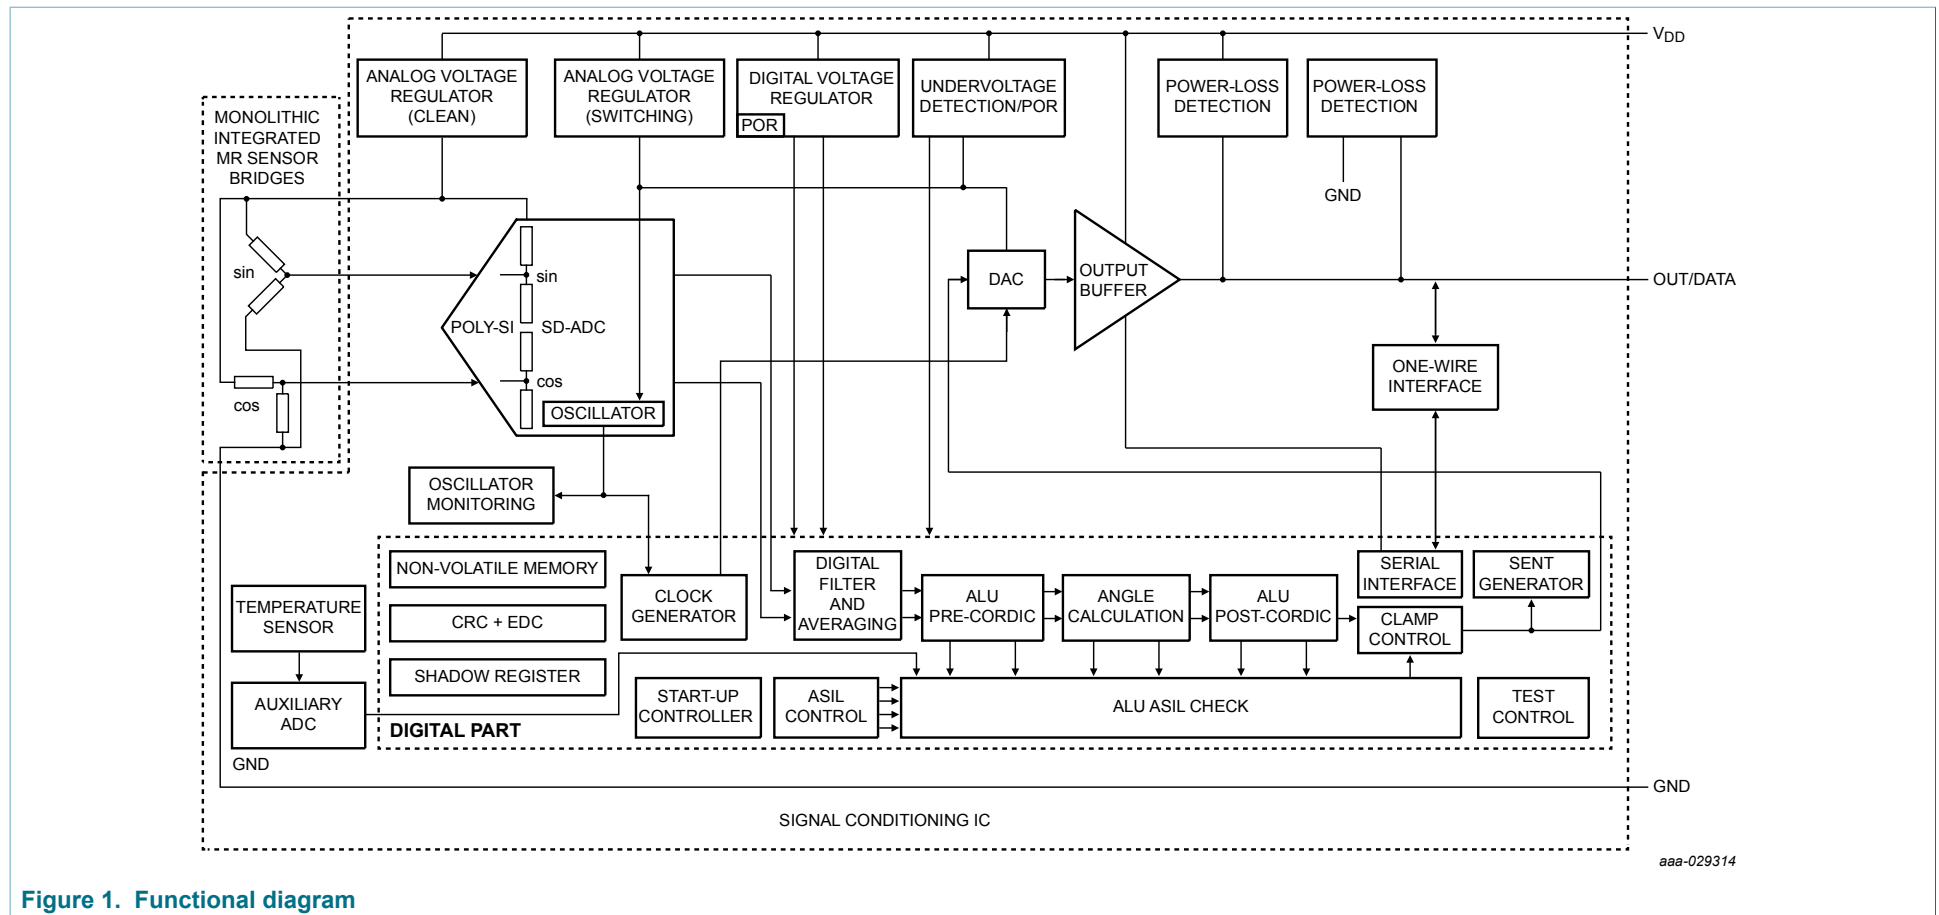 V_DD
ANALOG VOLTAGE
REGULATOR
(CLEAN)
ANALOG VOLTAGE
REGULATOR
(SWITCHING)
DIGITAL VOLTAGE
REGULATOR
POR
UNDERVOLTAGE
DETECTION/POR
POWER-LOSS
DETECTION
POWER-LOSS
DETECTION
GND
MONOLITHIC
INTEGRATED
MR SENSOR
BRIDGES
sin
cos
sin
POLY-SI
SD-ADC
cos
OSCILLATOR
DAC
OUTPUT
BUFFER
OUT/DATA
ONE-WIRE
INTERFACE
OSCILLATOR
MONITORING
NON-VOLATILE MEMORY
CRC + EDC
SHADOW REGISTER
CLOCK
GENERATOR
DIGITAL
FILTER
AND
AVERAGING
ALU
PRE-CORDIC
ANGLE
CALCULATION
ALU
POST-CORDIC
SERIAL
INTERFACE
SENT
GENERATOR
CLAMP
CONTROL
TEMPERATURE
SENSOR
AUXILIARY
ADC
START-UP
CONTROLLER
ASIL
CONTROL
ALU ASIL CHECK
TEST
CONTROL
DIGITAL PART
GND
GND
SIGNAL CONDITIONING IC
aaa-029314
Figure 1. Functional diagram